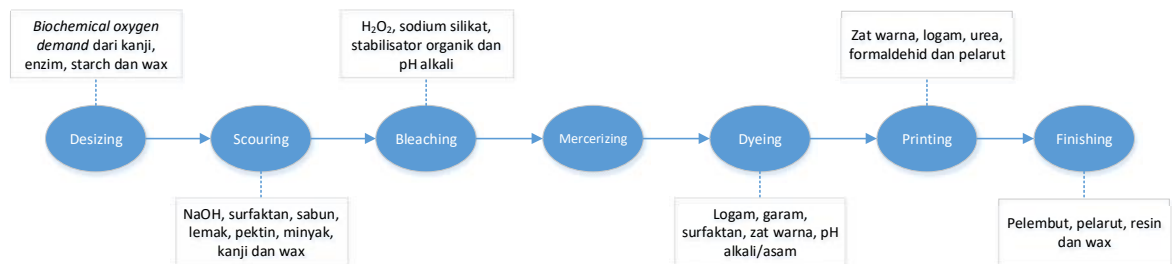 Biochemical oxygen
demand dari kanji,
enzim, starch dan wax
H₂O₂, sodium silikat,
stabilisator organik dan
pH alkali
Zat warna, logam, urea,
formaldehid dan pelarut
Desizing
Scouring
Bleaching
Mercerizing
Dyeing
Printing
Finishing
NaOH, surfaktan, sabun,
lemak, pektin, minyak,
kanji dan wax
Logam, garam,
surfaktan, zat warna, pH
alkali/asam
Pelembut, pelarut, resin
dan wax